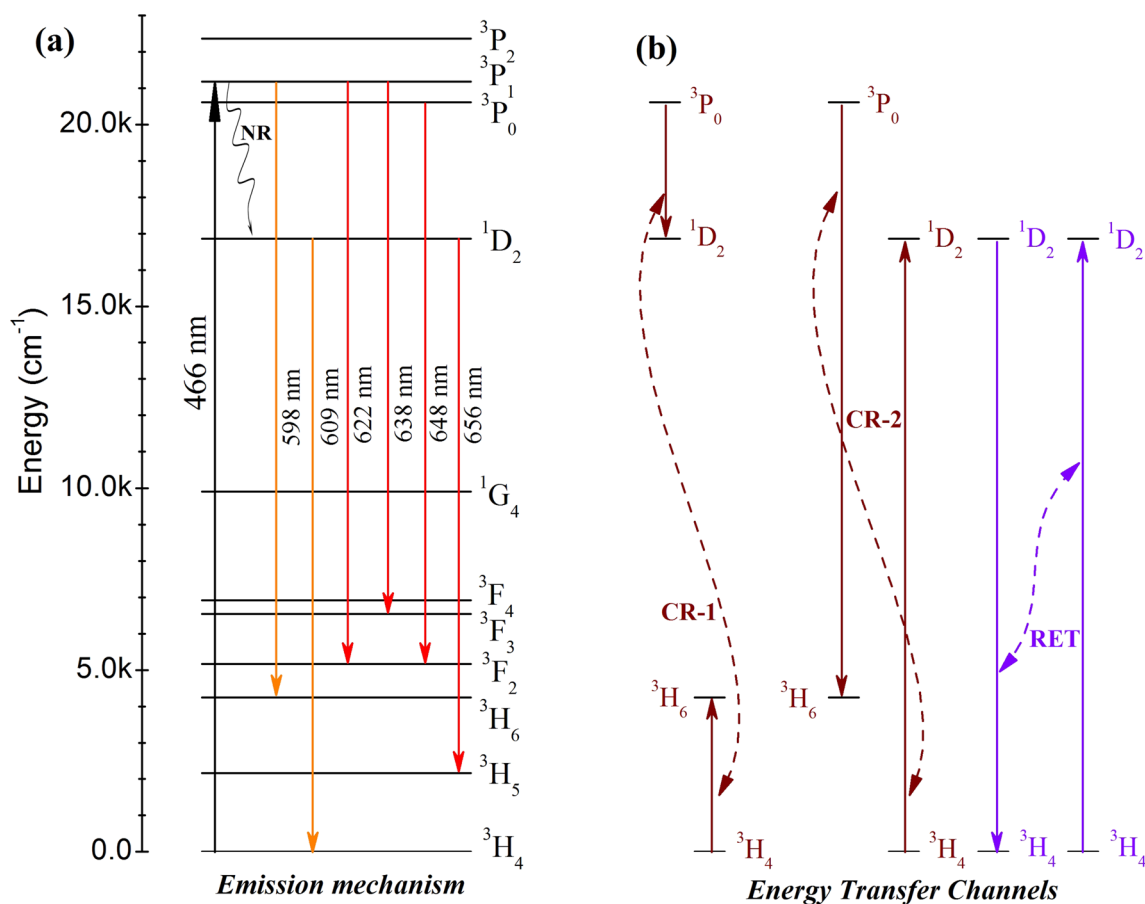 (a)
Energy (cm⁻¹)
20.0k
15.0k
10.0k
5.0k
0.0
³P₂
³P₁
³P₀
¹D₂
¹G₄
³F₄
³F₃
³F₂
³H₆
³H₅
³H₄
NR
466 nm
598 nm
609 nm
622 nm
638 nm
648 nm
656 nm
Emission mechanism
(b)
³P₀
³P₀
¹D₂
¹D₂
¹D₂
¹D₂
CR-2
CR-1
RET
³H₆
³H₆
³H₄
³H₄
³H₄
³H₄
Energy Transfer Channels